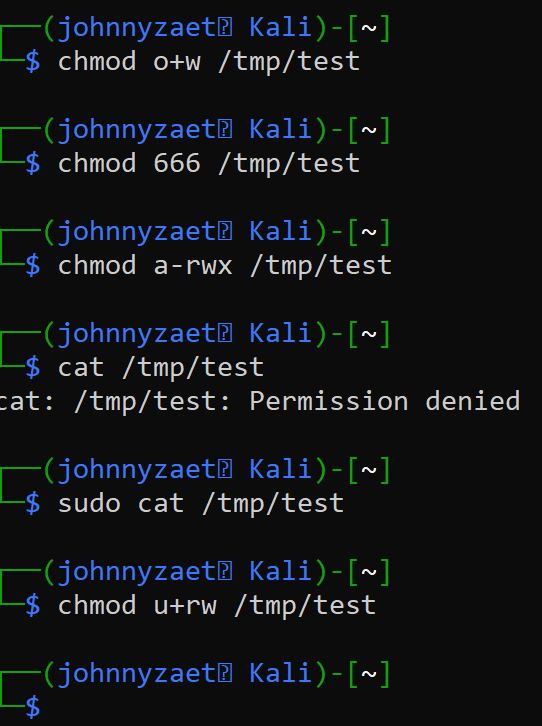 ┌──(johnnyzaet⍰ Kali)-[~]
└─$ chmod o+w /tmp/test
┌──(johnnyzaet⍰ Kali)-[~]
└─$ chmod 666 /tmp/test
┌──(johnnyzaet⍰ Kali)-[~]
└─$ chmod a-rwx /tmp/test
┌──(johnnyzaet⍰ Kali)-[~]
└─$ cat /tmp/test
cat: /tmp/test: Permission denied
┌──(johnnyzaet⍰ Kali)-[~]
└─$ sudo cat /tmp/test
┌──(johnnyzaet⍰ Kali)-[~]
└─$ chmod u+rw /tmp/test
┌──(johnnyzaet⍰ Kali)-[~]
└─$